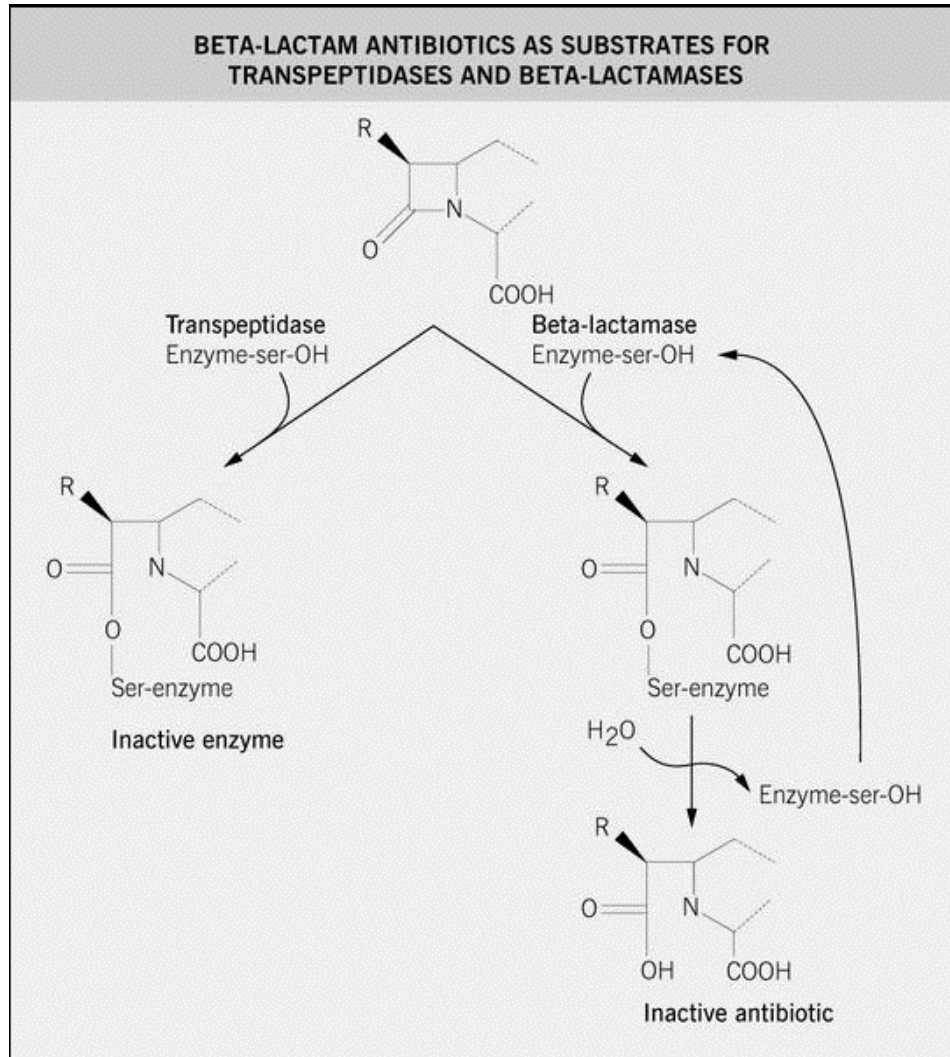 BETA-LACTAM ANTIBIOTICS AS SUBSTRATES FOR
TRANSPEPTIDASES AND BETA-LACTAMASES
R
N
O
COOH
Transpeptidase
Enzyme-ser-OH
Beta-lactamase
Enzyme-ser-OH
R
O
N
O
COOH
Ser-enzyme
Inactive enzyme
R
O
N
O
COOH
Ser-enzyme
H2O
Enzyme-ser-OH
R
O
N
OH
COOH
Inactive antibiotic